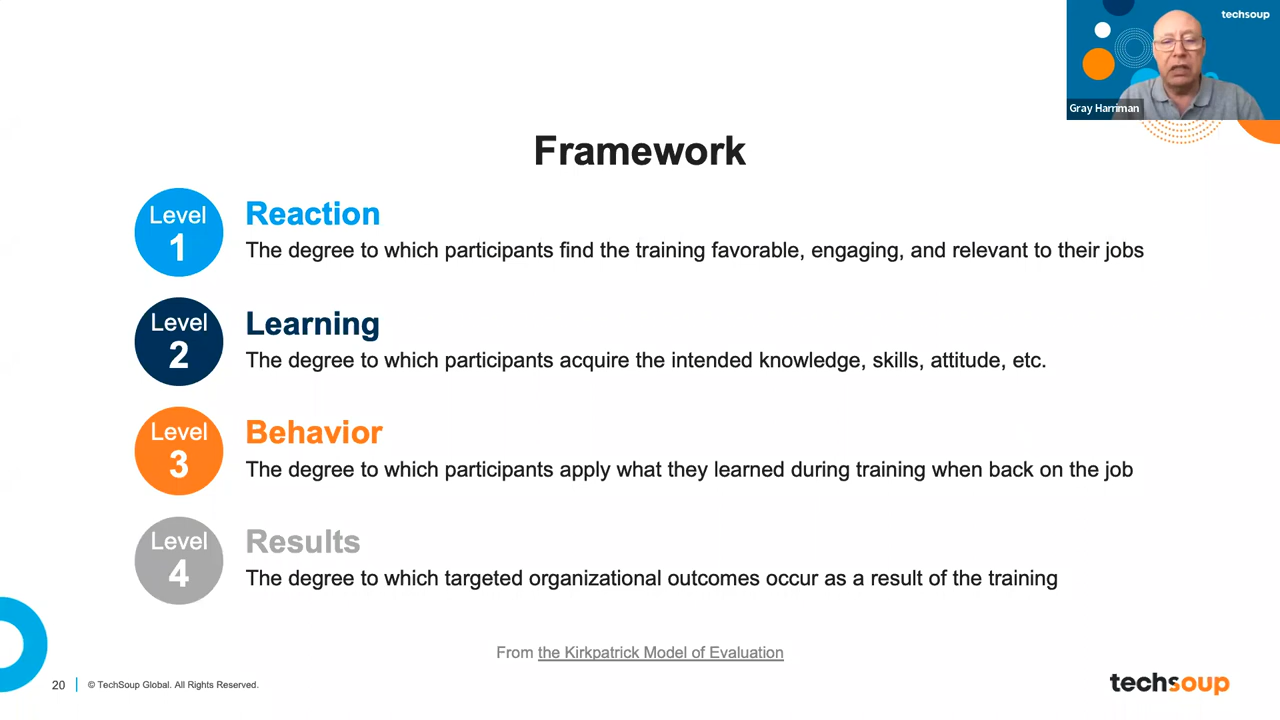 techsoup
Gray Harriman
Framework
Level
1
Reaction
The degree to which participants find the training favorable, engaging, and relevant to their jobs
Level
2
Learning
The degree to which participants acquire the intended knowledge, skills, attitude, etc.
Level
3
Behavior
The degree to which participants apply what they learned during training when back on the job
Level
4
Results
The degree to which targeted organizational outcomes occur as a result of the training
From the Kirkpatrick Model of Evaluation
20
© TechSoup Global. All Rights Reserved.
techsoup